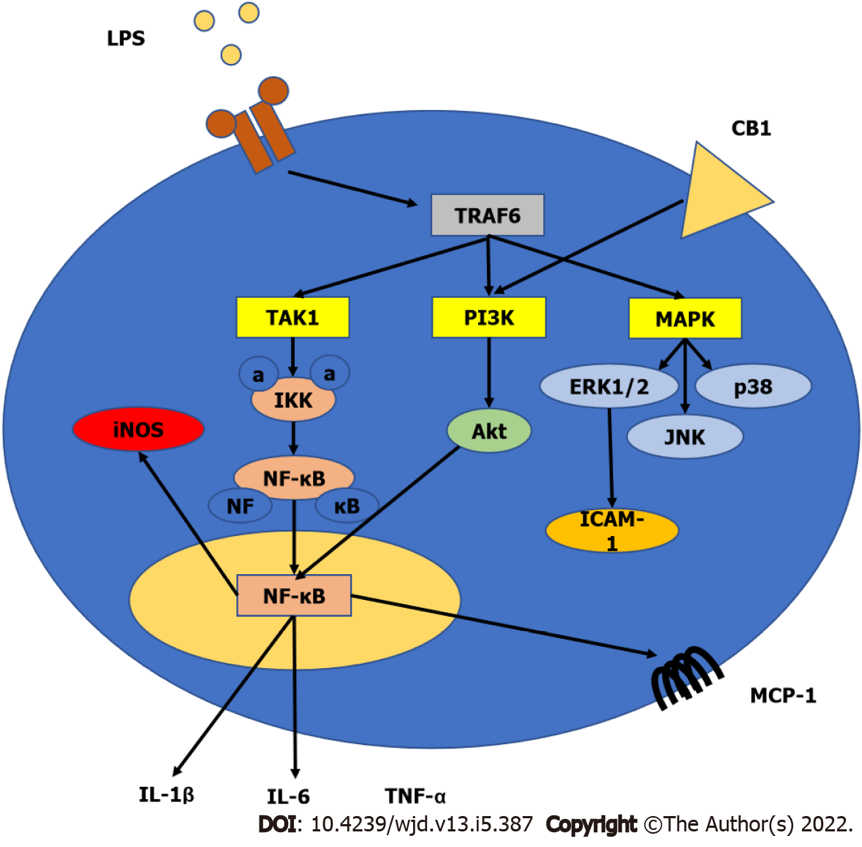 LPS
CB1
TRAF6
TAK1
PI3K
MAPK
a
a
IKK
ERK1/2
p38
iNOS
Akt
JNK
NF-κB
NF
κB
ICAM-
1
NF-κB
MCP-1
IL-1β
IL-6
TNF-α
DOI: 10.4239/wjd.v13.i5.387 Copyright ©The Author(s) 2022.